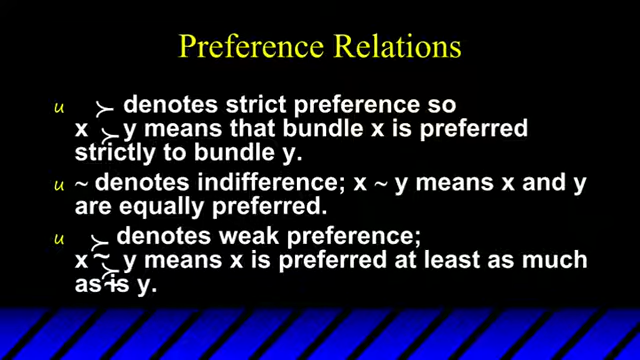 Preference Relations
u ≻ denotes strict preference so
x ≻ y means that bundle x is preferred
strictly to bundle y.
u ~ denotes indifference; x ~ y means x and y
are equally preferred.
u ≿ denotes weak preference;
x ≿ y means x is preferred at least as much
as is y.